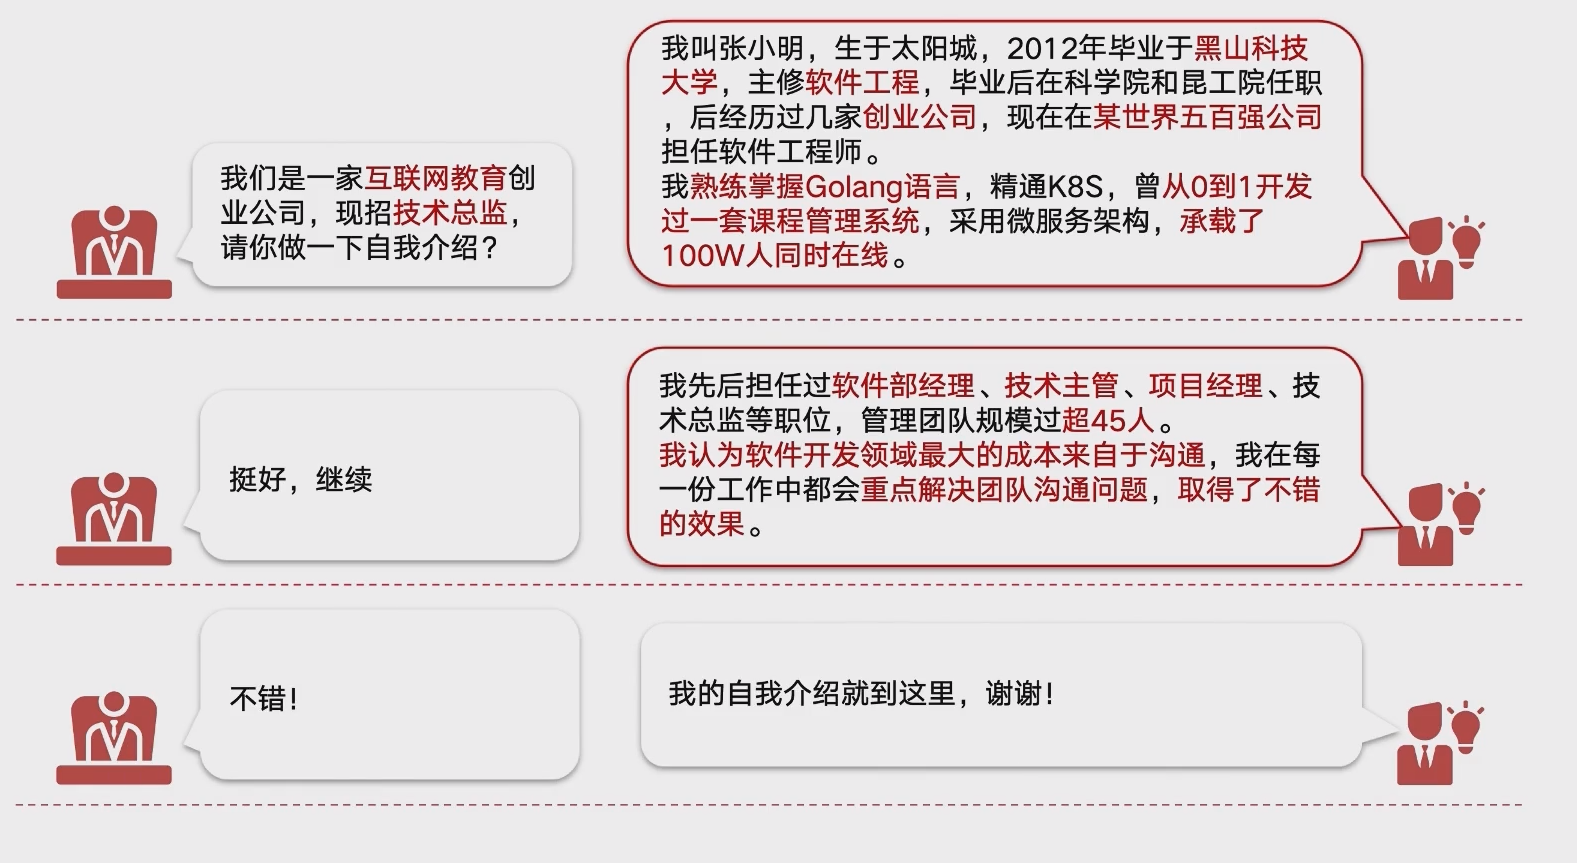 我们是一家互联网教育创
业公司，现招技术总监，
请你做一下自我介绍？
我叫张小明，生于太阳城，2012年毕业于黑山科技
大学，主修软件工程，毕业后在科学院和昆工院任职
，后经历过几家创业公司，现在在某世界五百强公司
担任软件工程师。
我熟练掌握Golang语言，精通K8S，曾从0到1开发
过一套课程管理系统，采用微服务架构，承载了
100W人同时在线。
挺好，继续
我先后担任过软件部经理、技术主管、项目经理、技
术总监等职位，管理团队规模过超45人。
我认为软件开发领域最大的成本来自于沟通，我在每
一份工作中都会重点解决团队沟通问题，取得了不错
的效果。
不错！
我的自我介绍就到这里，谢谢！